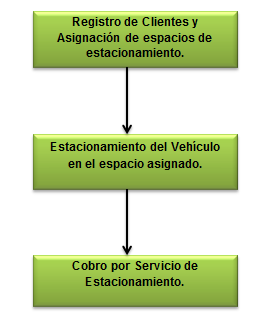 Registro de Clientes y
Asignación de espacios de
estacionamiento.
Estacionamiento del Vehículo
en el espacio asignado.
Cobro por Servicio de
Estacionamiento.